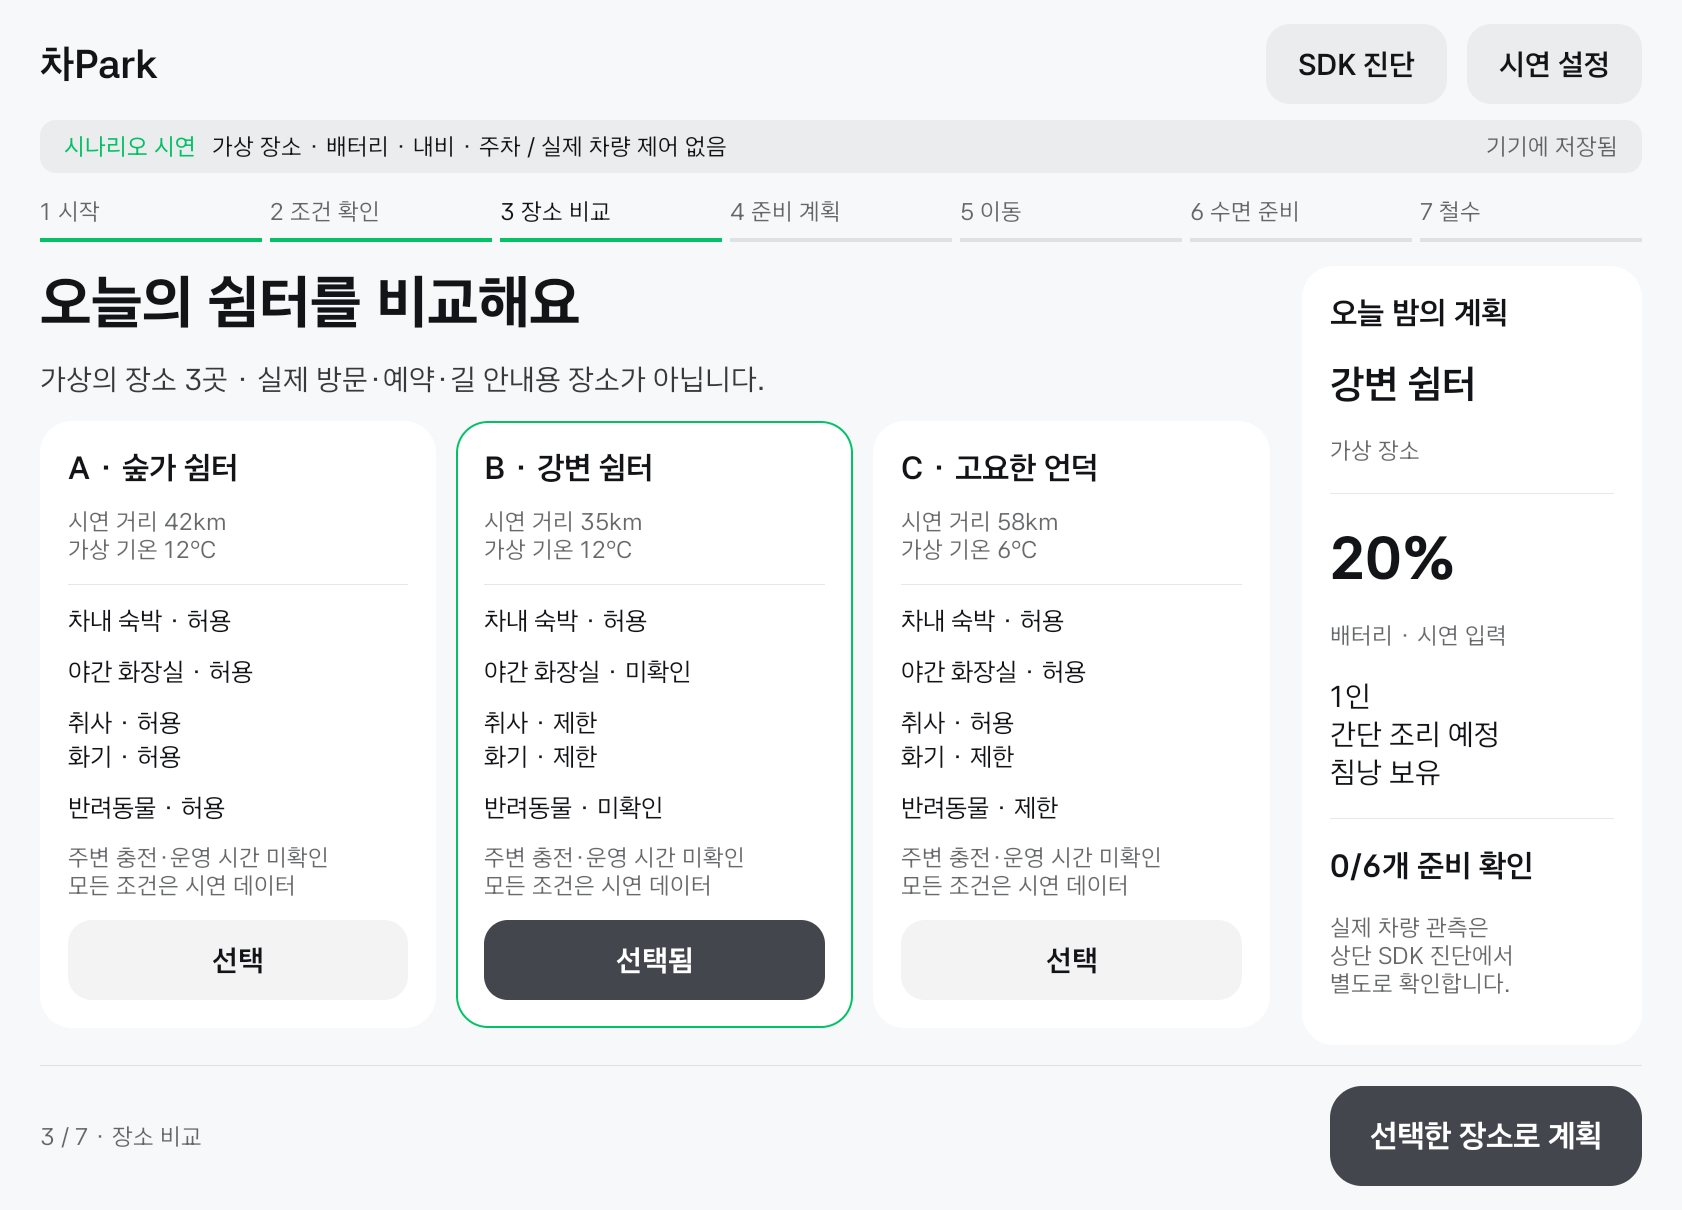 차Park
SDK 진단
시연 설정
시나리오 시연 가상 장소 · 배터리 · 내비 · 주차 / 실제 차량 제어 없음
기기에 저장됨
1 시작
2 조건 확인
3 장소 비교
4 준비 계획
5 이동
6 수면 준비
7 철수
오늘의 쉼터를 비교해요
가상의 장소 3곳 · 실제 방문·예약·길 안내용 장소가 아닙니다.
A · 숲가 쉼터
시연 거리 42km
가상 기온 12°C
차내 숙박 · 허용
야간 화장실 · 허용
취사 · 허용
화기 · 허용
반려동물 · 허용
주변 충전·운영 시간 미확인
모든 조건은 시연 데이터
선택
B · 강변 쉼터
시연 거리 35km
가상 기온 12°C
차내 숙박 · 허용
야간 화장실 · 미확인
취사 · 제한
화기 · 제한
반려동물 · 미확인
주변 충전·운영 시간 미확인
모든 조건은 시연 데이터
선택됨
C · 고요한 언덕
시연 거리 58km
가상 기온 6°C
차내 숙박 · 허용
야간 화장실 · 허용
취사 · 허용
화기 · 제한
반려동물 · 제한
주변 충전·운영 시간 미확인
모든 조건은 시연 데이터
선택
오늘 밤의 계획
강변 쉼터
가상 장소
20%
배터리 · 시연 입력
1인
간단 조리 예정
침낭 보유
0/6개 준비 확인
실제 차량 관측은
상단 SDK 진단에서
별도로 확인합니다.
3 / 7 · 장소 비교
선택한 장소로 계획